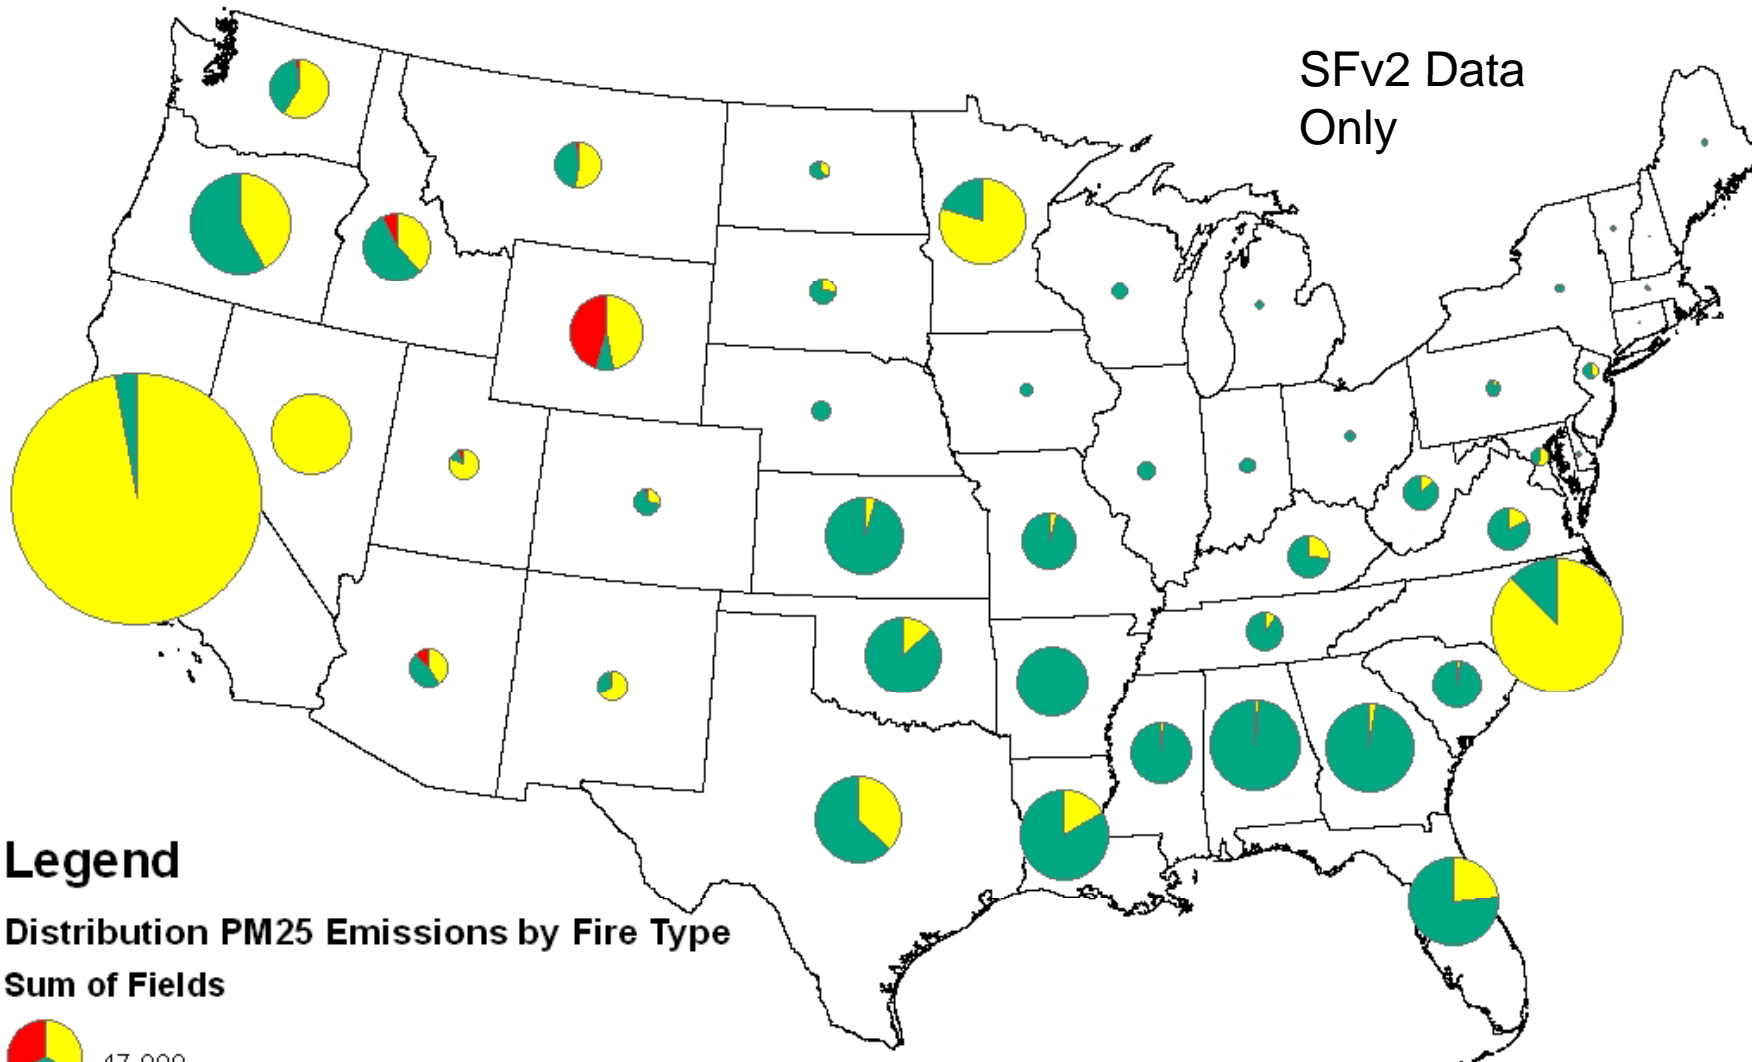 SFv2 Data
Only
Legend
Distribution PM25 Emissions by Fire Type
Sum of Fields